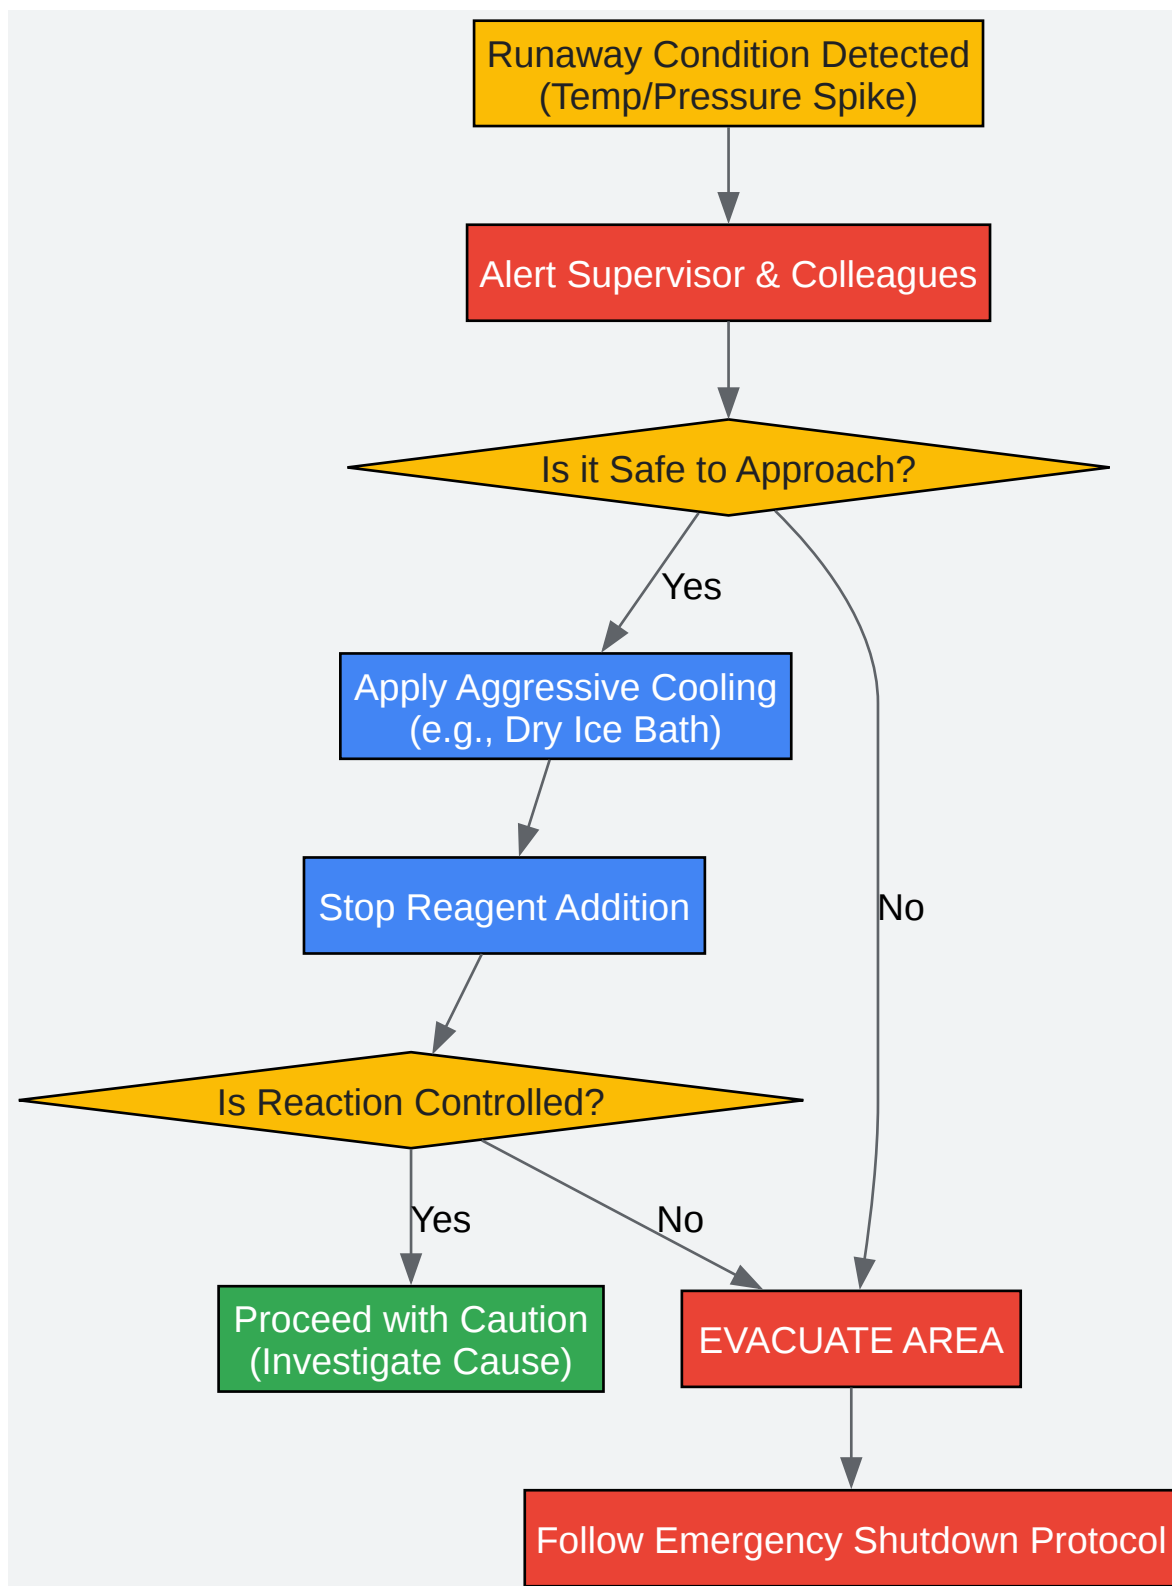 Runaway Condition Detected
(Temp/Pressure Spike)
Alert Supervisor & Colleagues
Is it Safe to Approach?
Yes
Apply Aggressive Cooling
(e.g., Dry Ice Bath)
Stop Reagent Addition
No
Is Reaction Controlled?
Yes
No
Proceed with Caution
(Investigate Cause)
EVACUATE AREA
Follow Emergency Shutdown Protocol